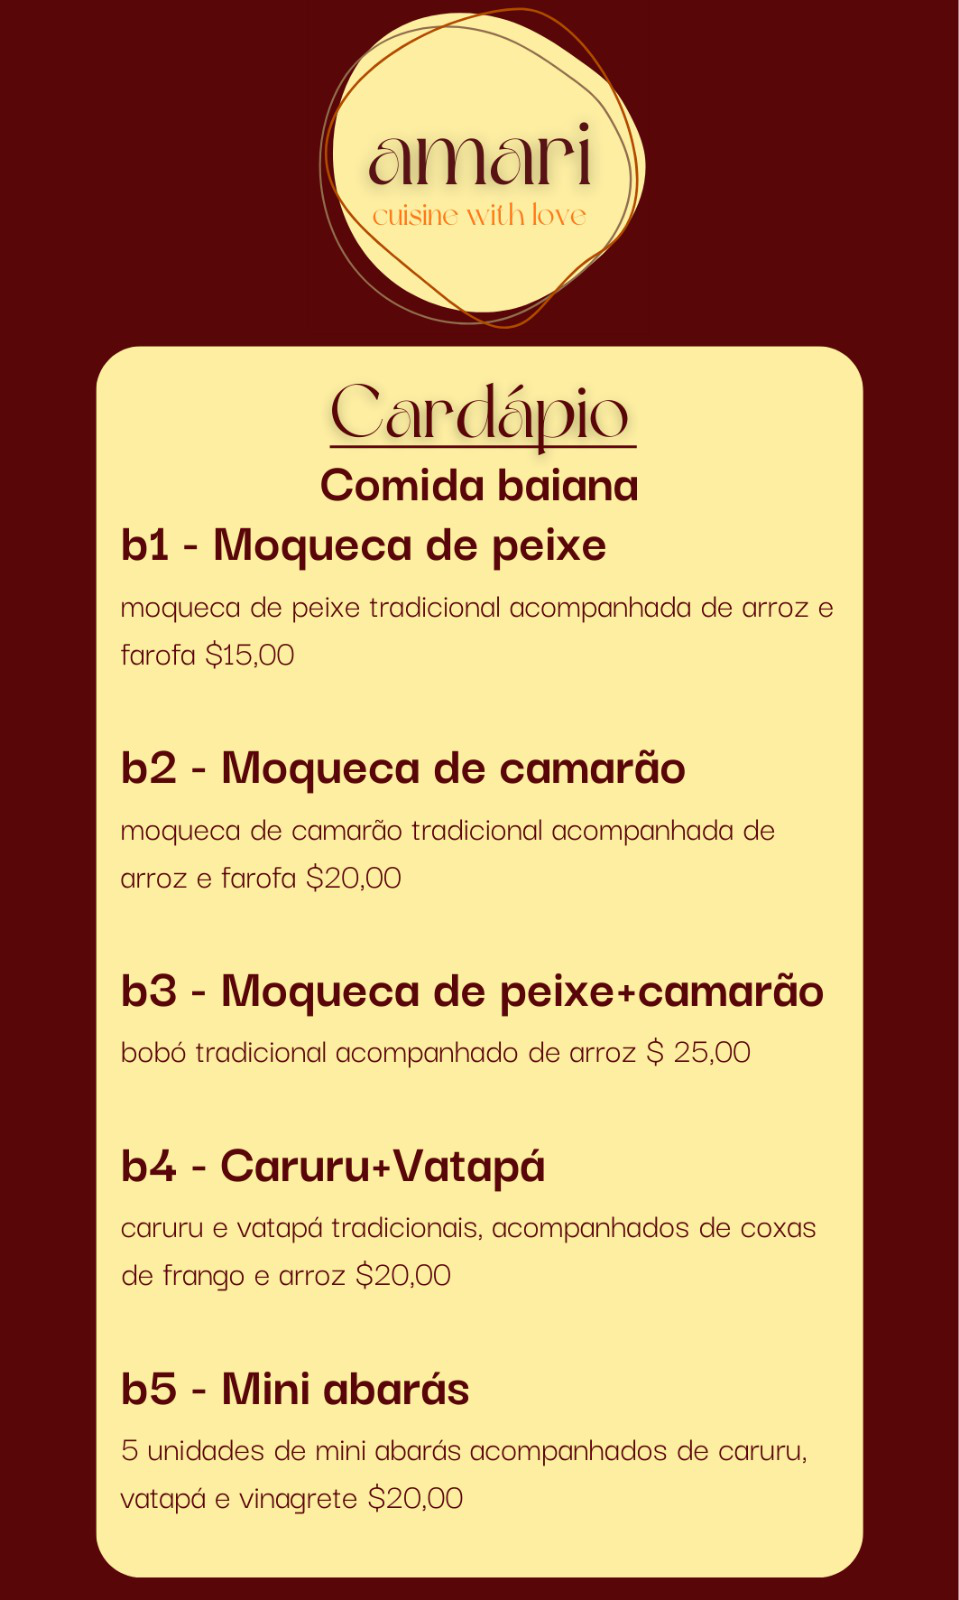 amari
cuisine with love
Cardápio
Comida baiana
b1 - Moqueca de peixe
moqueca de peixe tradicional acompanhada de arroz e
farofa $15,00
b2 - Moqueca de camarão
moqueca de camarão tradicional acompanhada de
arroz e farofa $20,00
b3 - Moqueca de peixe+camarão
bobó tradicional acompanhado de arroz $ 25,00
b4 - Caruru+Vatapá
caruru e vatapá tradicionais, acompanhados de coxas
de frango e arroz $20,00
b5 - Mini abarás
5 unidades de mini abarás acompanhados de caruru,
vatapá e vinagrete $20,00